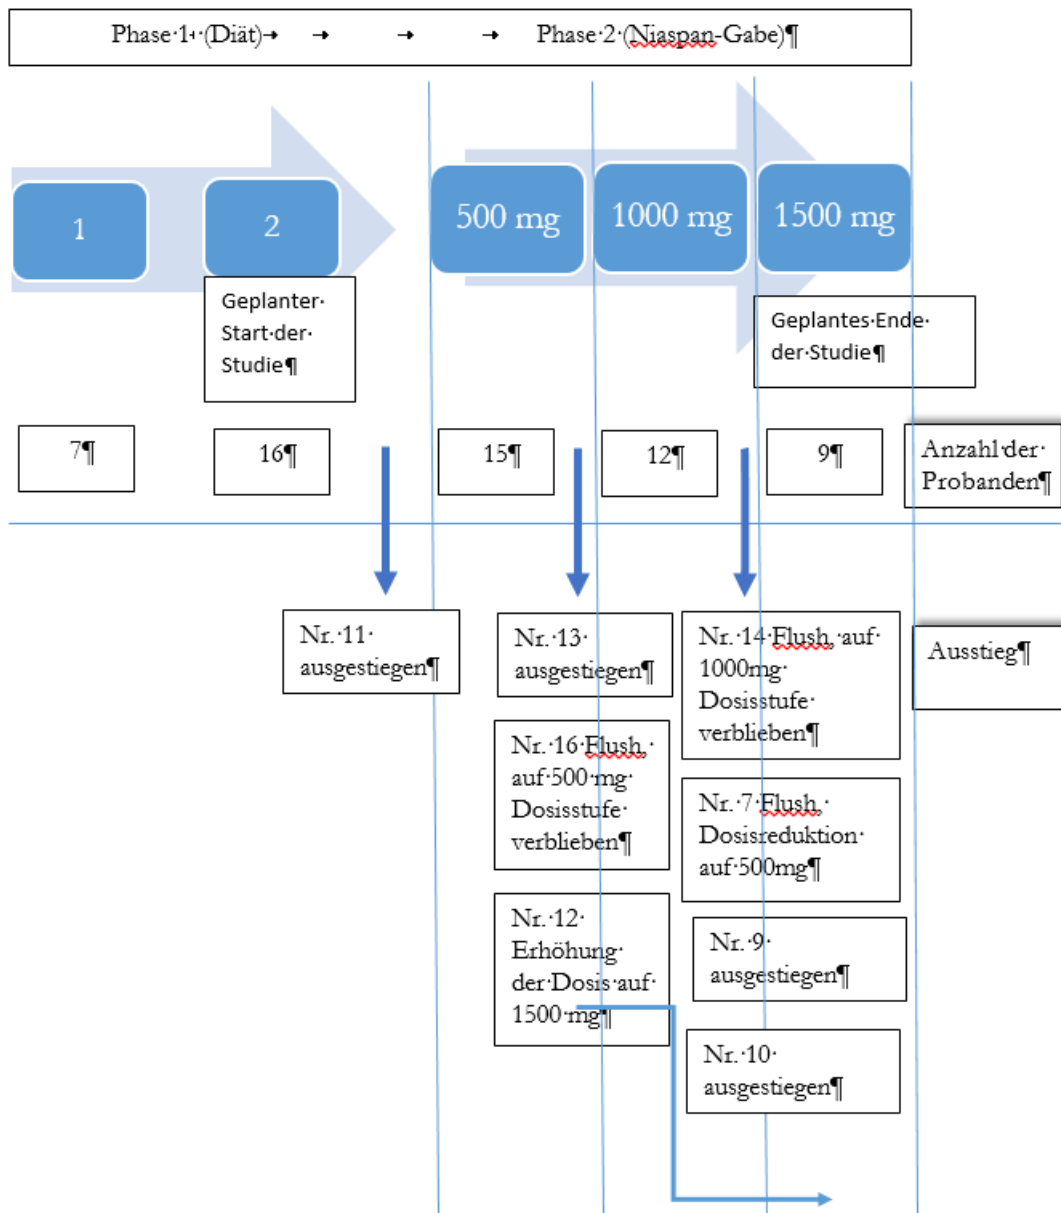 Phase·1·(Diät)→ → → → Phase·2·(Niaspan-Gabe)¶
1
2
500 mg
1000 mg
1500 mg
Geplanter·
Start·der·
Studie¶
Geplantes·Ende·
der·Studie¶
7¶
16¶
15¶
12¶
9¶
Anzahl·der·
Probanden¶
Nr.·11·
ausgestiegen¶
Nr.·13·
ausgestiegen¶
Nr.·14·Flush,·auf·
1000mg·
Dosisstufe·
verblieben¶
Ausstieg¶
Nr.·16·Flush,·
auf·500·mg·
Dosisstufe·
verblieben¶
Nr.·7·Flush,·
Dosisreduktion·
auf·500mg¶
Nr.·12·
Erhöhung·
der·Dosis·auf·
1500·mg¶
Nr.·9·
ausgestiegen¶
Nr.·10·
ausgestiegen¶